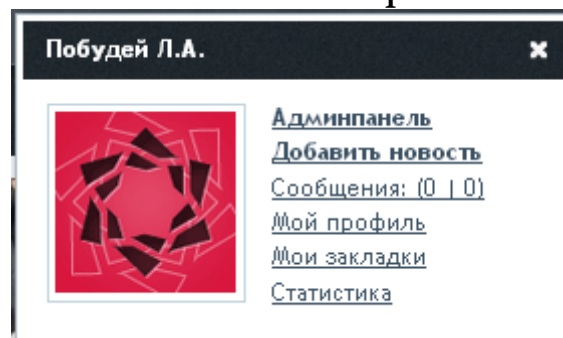 Побудей Л.А.
Админпанель
Добавить новость
Сообщения: (0 | 0)
Мой профиль
Мои закладки
Статистика